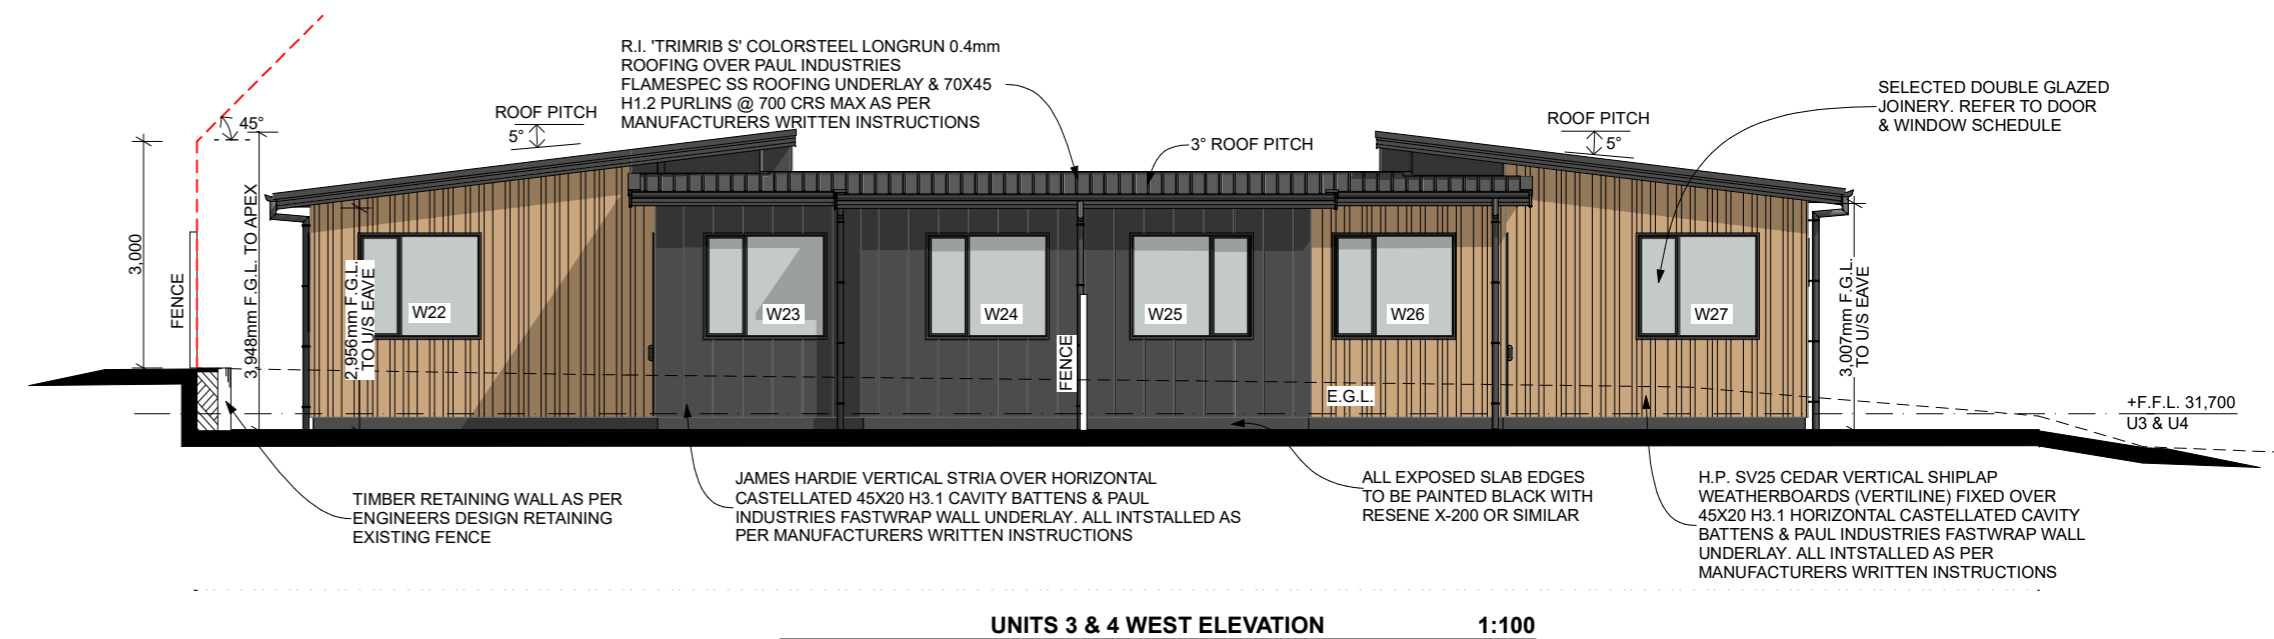 R.I. 'TRIMRIB S' COLORSTEEL LONGRUN 0.4mm
ROOFING OVER PAUL INDUSTRIES
FLAMESPEC SS ROOFING UNDERLAY & 70X45
H1.2 PURLINS @ 700 CRS MAX AS PER
MANUFACTURERS WRITTEN INSTRUCTIONS
SELECTED DOUBLE GLAZED
JOINERY. REFER TO DOOR
& WINDOW SCHEDULE
45°
ROOF PITCH
5°
3° ROOF PITCH
ROOF PITCH
5°
3,000
FENCE
3,948mm F.G.L. TO APEX
2,956mm F.G.L.
TO U/S EAVE
W22
W23
W24
W25
W26
W27
FENCE
E.G.L.
3,007mm F.G.L.
TO U/S EAVE
+F.F.L. 31,700
U3 & U4
TIMBER RETAINING WALL AS PER
ENGINEERS DESIGN RETAINING
EXISTING FENCE
JAMES HARDIE VERTICAL STRIA OVER HORIZONTAL
CASTELLATED 45X20 H3.1 CAVITY BATTENS & PAUL
INDUSTRIES FASTWRAP WALL UNDERLAY. ALL INTSTALLED AS
PER MANUFACTURERS WRITTEN INSTRUCTIONS
ALL EXPOSED SLAB EDGES
TO BE PAINTED BLACK WITH
RESENE X-200 OR SIMILAR
H.P. SV25 CEDAR VERTICAL SHIPLAP
WEATHERBOARDS (VERTILINE) FIXED OVER
45X20 H3.1 HORIZONTAL CASTELLATED CAVITY
BATTENS & PAUL INDUSTRIES FASTWRAP WALL
UNDERLAY. ALL INTSTALLED AS PER
MANUFACTURERS WRITTEN INSTRUCTIONS
UNITS 3 & 4 WEST ELEVATION 1:100